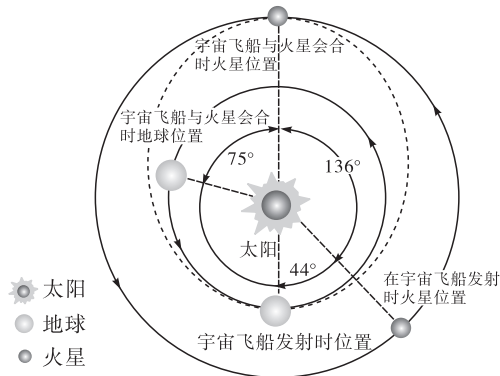 宇宙飞船与火星会合
时火星位置
宇宙飞船与火星会合
时地球位置
75°
136°
太阳
44°
在宇宙飞船发射
时火星位置
宇宙飞船发射时位置
太阳
地球
火星